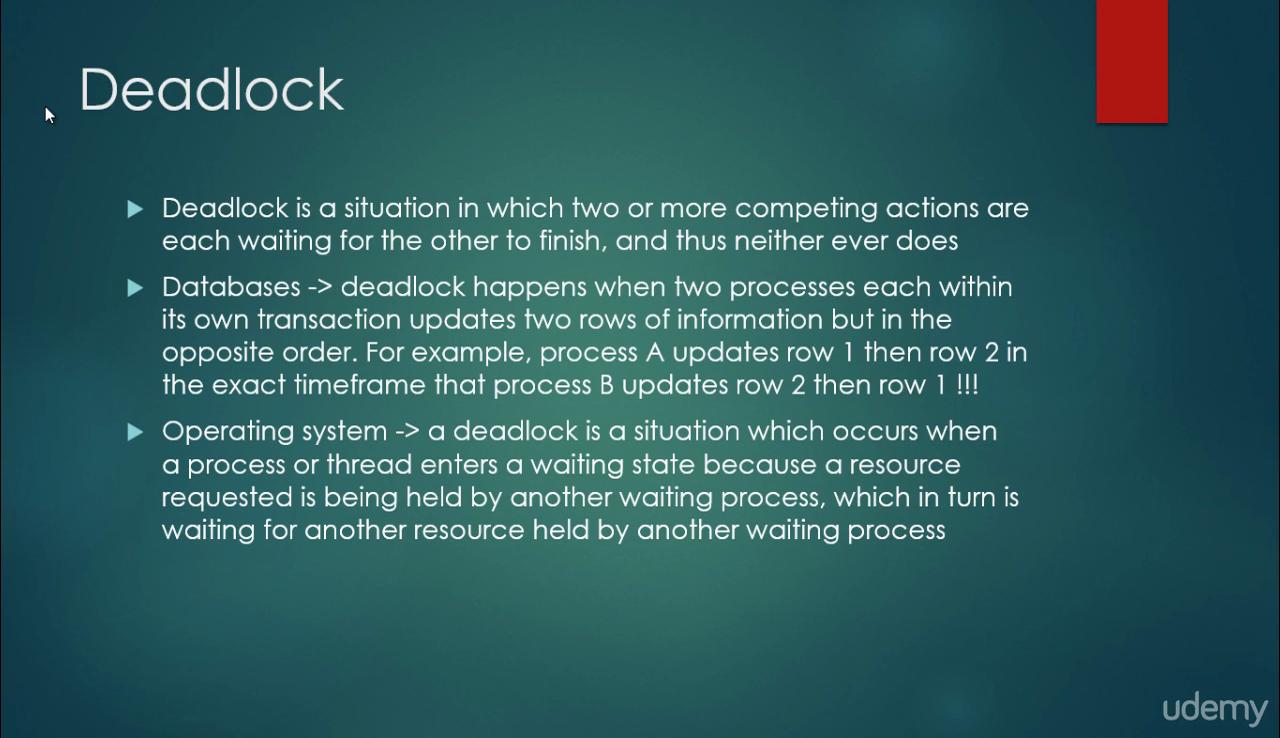 Deadlock
Deadlock is a situation in which two or more competing actions are
each waiting for the other to finish, and thus neither ever does
Databases -> deadlock happens when two processes each within
its own transaction updates two rows of information but in the
opposite order. For example, process A updates row 1 then row 2 in
the exact timeframe that process B updates row 2 then row 1 !!!
Operating system -> a deadlock is a situation which occurs when
a process or thread enters a waiting state because a resource
requested is being held by another waiting process, which in turn is
waiting for another resource held by another waiting process
udemy